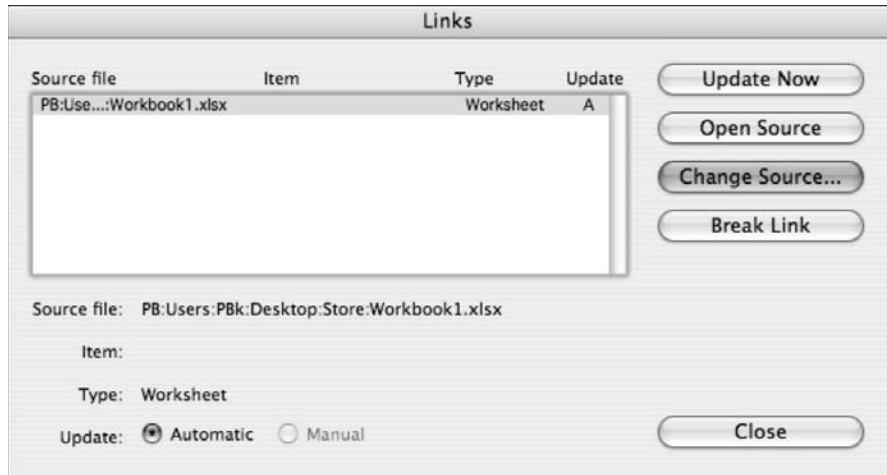 Links
Source file Item Type Update
PB:Use...:Workbook1.xlsx Worksheet A
Update Now
Open Source
Change Source...
Break Link
Source file: PB:Users:PBk:Desktop:Store:Workbook1.xlsx
Item:
Type: Worksheet
Update: Automatic Manual
Close